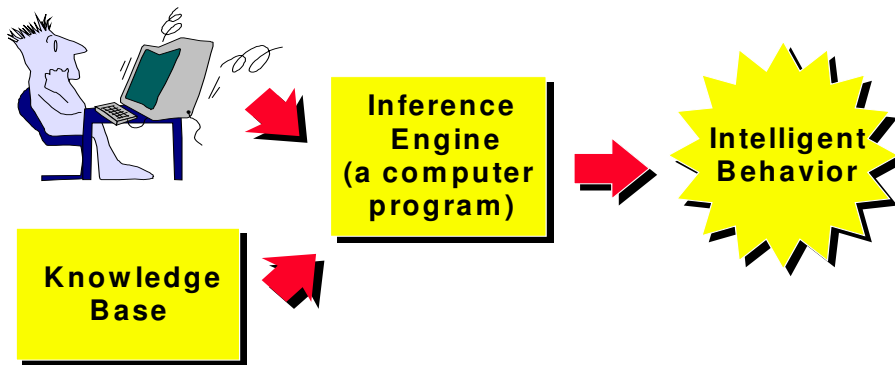 Inference
Engine
(a computer
program)
Intelligent
Behavior
Knowledge
Base